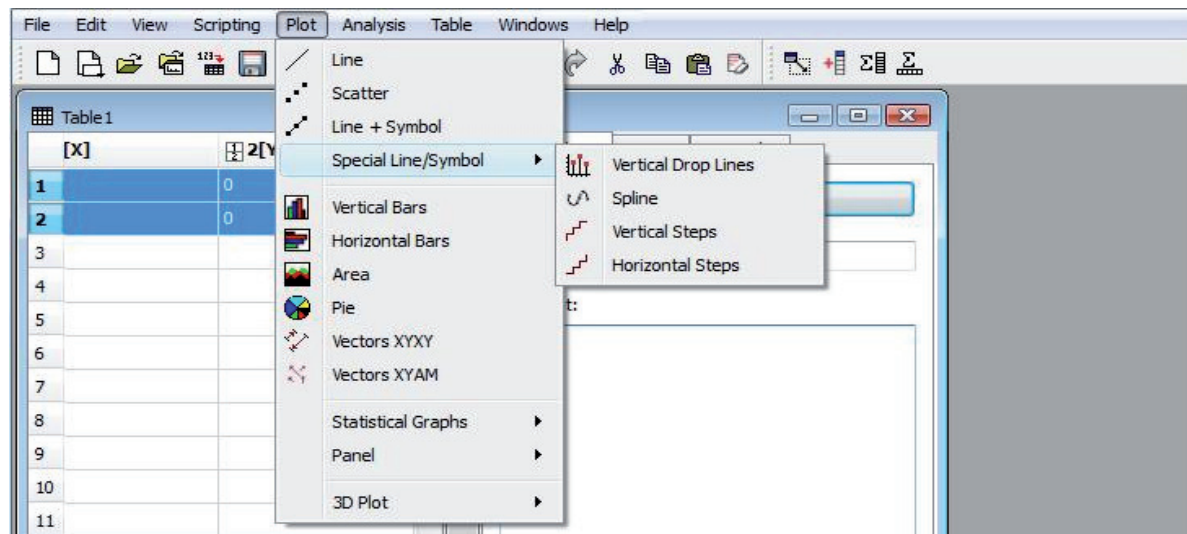 File Edit View Scripting Plot Analysis Table Windows Help
Table1
[X] 2[Y
1 0
2 0
3
4
5
6
7
8
9
10
11
Line
Scatter
Line + Symbol
Special Line/Symbol
Vertical Bars
Horizontal Bars
Area
Pie
Vectors XYXY
Vectors XYAM
Statistical Graphs
Panel
3D Plot
Vertical Drop Lines
Spline
Vertical Steps
Horizontal Steps
t: